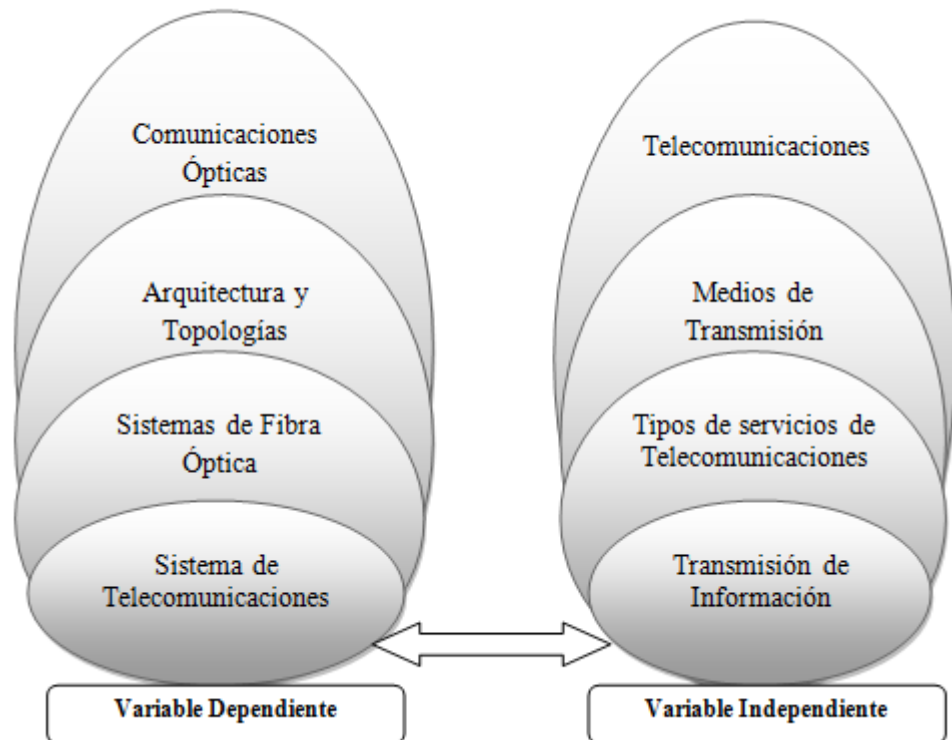 Comunicaciones
Ópticas
Arquitectura y
Topologías
Sistemas de Fibra
Óptica
Sistema de
Telecomunicaciones
Variable Dependiente
Telecomunicaciones
Medios de
Transmisión
Tipos de servicios de
Telecomunicaciones
Transmisión de
Información
Variable Independiente